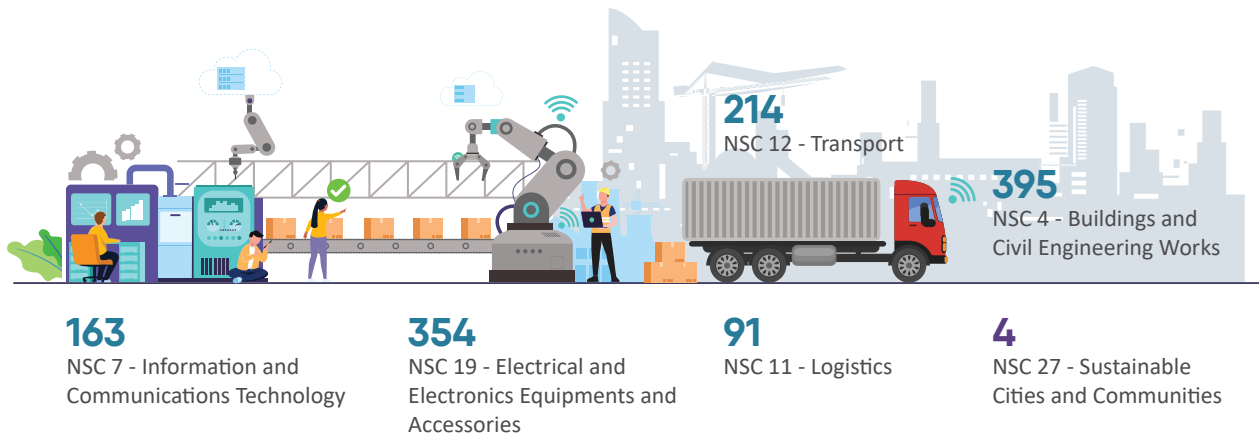 214
NSC 12 - Transport
395
NSC 4 - Buildings and
Civil Engineering Works
163
NSC 7 - Information and
Communications Technology
354
NSC 19 - Electrical and
Electronics Equipments and
Accessories
91
NSC 11 - Logistics
4
NSC 27 - Sustainable
Cities and Communities